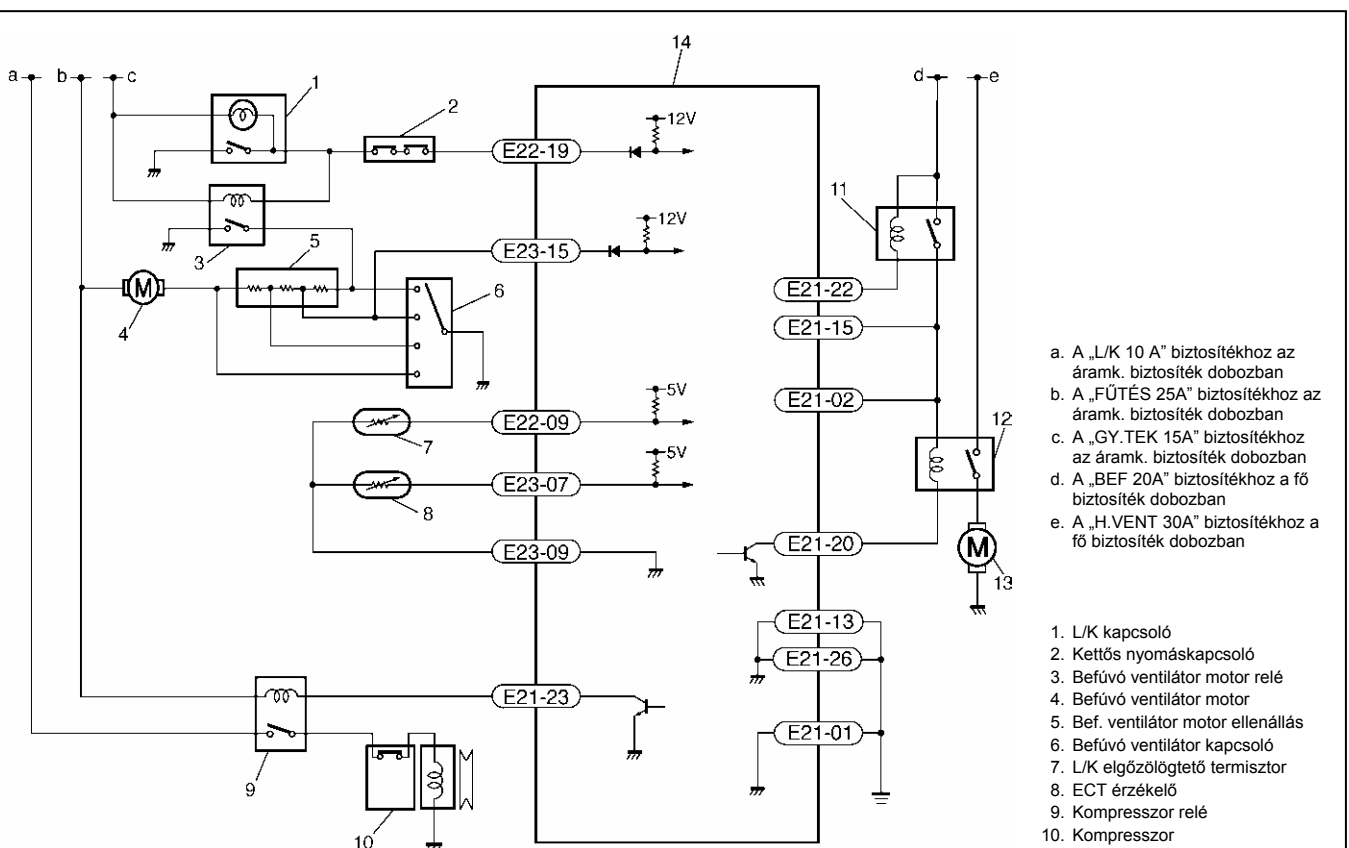 14
a
b
c
d
e
1
2
12V
E22-19
11
12V
3
5
E23-15
6
E21-22
4
E21-15
5V
E21-02
E22-09
7
12
5V
E23-07
8
E21-20
E23-09
13
E21-13
E21-26
E21-23
E21-01
9
10
a. A „L/K 10 A” biztosítékhoz az
áramk. biztosíték dobozban
b. A „FŰTÉS 25A” biztosítékhoz az
áramk. biztosíték dobozban
c. A „GY.TEK 15A” biztosítékhoz
az áramk. biztosíték dobozban
d. A „BEF 20A” biztosítékhoz a fő
biztosíték dobozban
e. A „H.VENT 30A” biztosítékhoz a
fő biztosíték dobozban
1. L/K kapcsoló
2. Kettős nyomáskapcsoló
3. Befúvó ventilátor motor relé
4. Befúvó ventilátor motor
5. Bef. ventilátor motor ellenállás
6. Befúvó ventilátor kapcsoló
7. L/K elgőzölögtető termisztor
8. ECT érzékelő
9. Kompresszor relé
10. Kompresszor
M
M